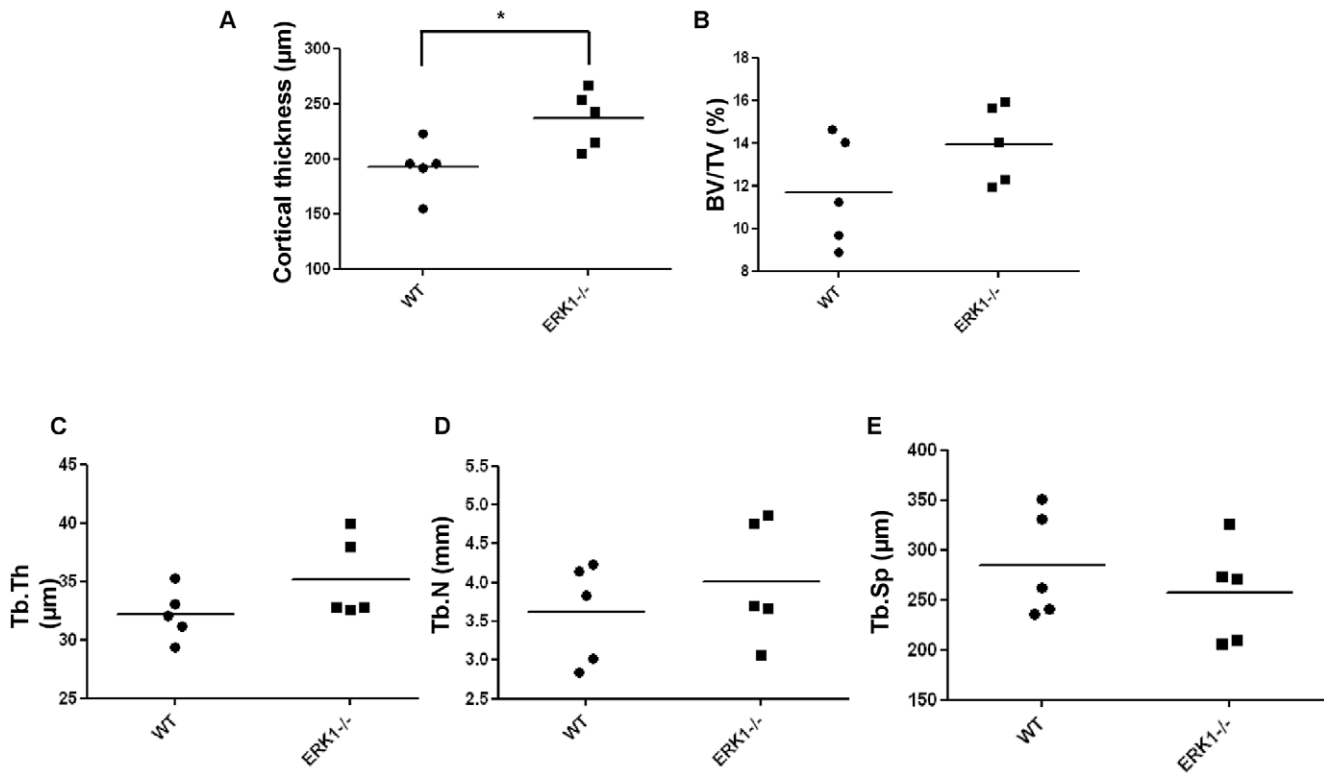 A
*
Cortical thickness (µm)
300
250
200
150
100
WT
ERK1-/-
B
BV/TV (%)
18
16
14
12
10
8
WT
ERK1-/-
C
Tb.Th
(µm)
45
40
35
30
25
WT
ERK1-/-
D
Tb.N (mm)
5.5
5.0
4.5
4.0
3.5
3.0
2.5
WT
ERK1-/-
E
Tb.Sp (µm)
400
350
300
250
200
150
WT
ERK1-/-